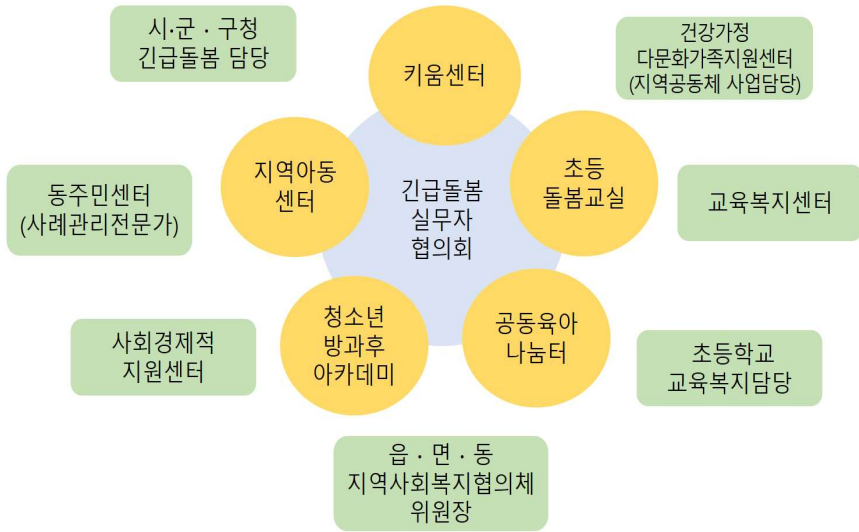 시·군·구청
긴급돌봄 담당
키움센터
건강가정
다문화가족지원센터
(지역공동체 사업담당)
지역아동
센터
긴급돌봄
실무자
협의회
초등
돌봄교실
동주민센터
(사례관리전문가)
교육복지센터
사회경제적
지원센터
청소년
방과후
아카데미
공동육아
나눔터
초등학교
교육복지담당
읍·면·동
지역사회복지협의체
위원장